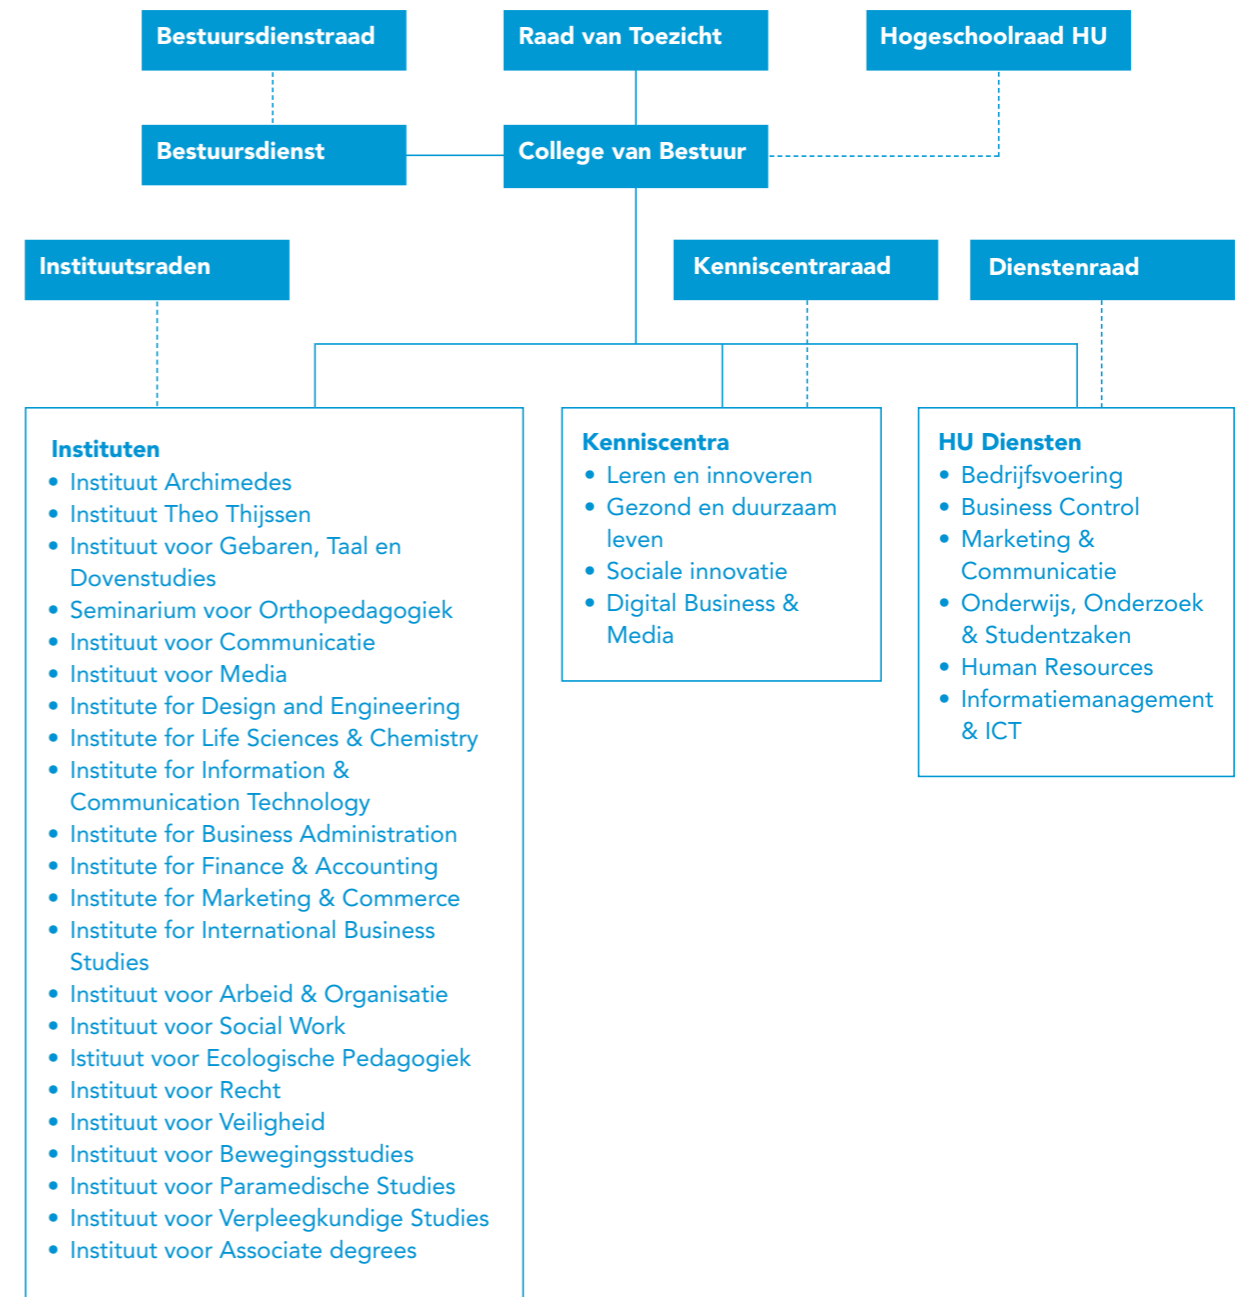 Bestuursdienstraad
Raad van Toezicht
Hogeschoolraad HU
Bestuursdienst
College van Bestuur
Instituutsraden
Kenniscentraraad
Dienstenraad
Instituten
• Instituut Archimedes
• Instituut Theo Thijssen
• Instituut voor Gebaren, Taal en
Dovenstudies
• Seminarium voor Orthopedagogiek
• Instituut voor Communicatie
• Instituut voor Media
• Institute for Design and Engineering
• Institute for Life Sciences & Chemistry
• Institute for Information &
Communication Technology
• Institute for Business Administration
• Institute for Finance & Accounting
• Institute for Marketing & Commerce
• Institute for International Business
Studies
• Instituut voor Arbeid & Organisatie
• Instituut voor Social Work
• Istituut voor Ecologische Pedagogiek
• Instituut voor Recht
• Instituut voor Veiligheid
• Instituut voor Bewegingsstudies
• Instituut voor Paramedische Studies
• Instituut voor Verpleegkundige Studies
• Instituut voor Associate degrees
Kenniscentra
• Leren en innoveren
• Gezond en duurzaam
leven
• Sociale innovatie
• Digital Business &
Media
HU Diensten
• Bedrijfsvoering
• Business Control
• Marketing &
Communicatie
• Onderwijs, Onderzoek
& Studentzaken
• Human Resources
• Informatiemanagement
& ICT